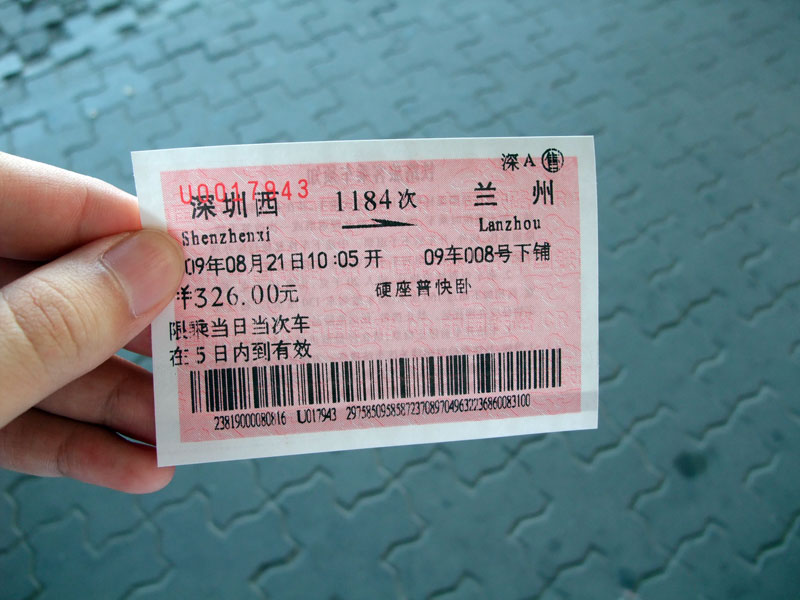 深A 售
U0017943
深圳西 1184次 兰州
Shenzhenxi Lanzhou
09年08月21日10:05开 09车008号下铺
￥326.00元 硬座普快卧
限乘当日当次车
在5日内到有效
23819000080816 U017943 29758509585872370897049632236860083100